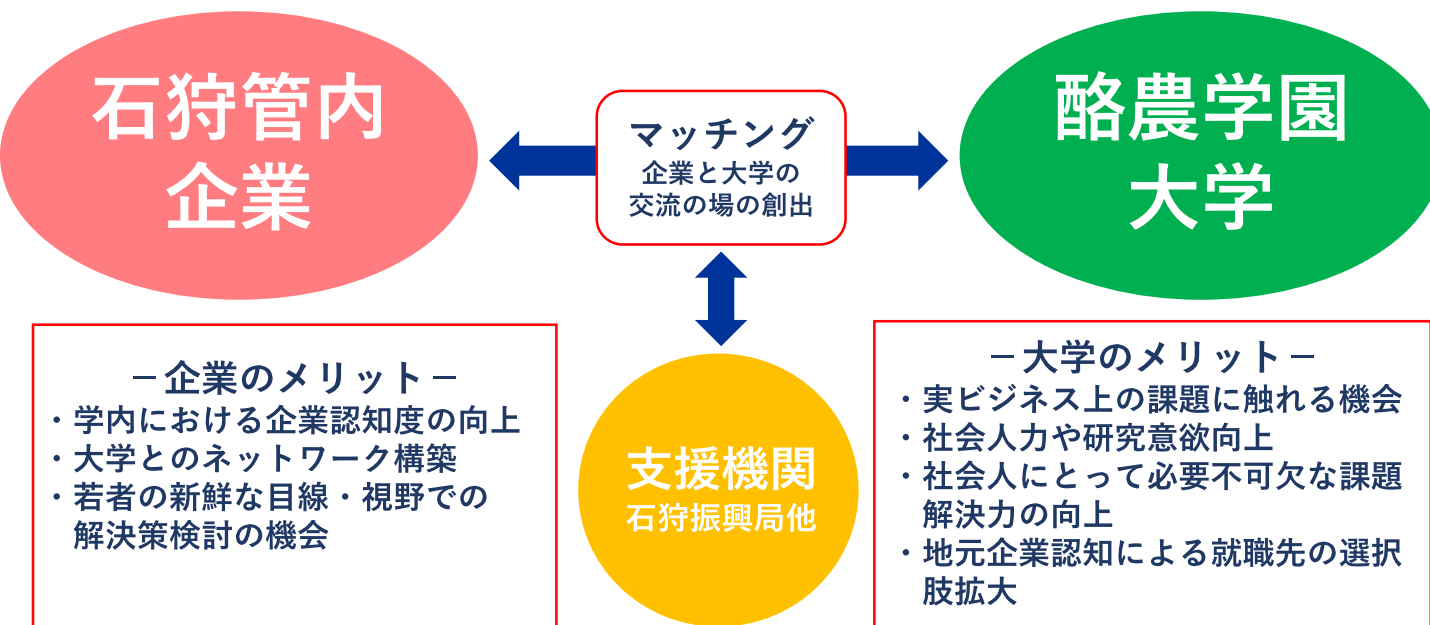 石狩管内
企業
マッチング
企業と大学の
交流の場の創出
酪農学園
大学
－企業のメリット－
・学内における企業認知度の向上
・大学とのネットワーク構築
・若者の新鮮な目線・視野での
解決策検討の機会
支援機関
石狩振興局他
－大学のメリット－
・実ビジネス上の課題に触れる機会
・社会人力や研究意欲向上
・社会人にとって必要不可欠な課題
解決力の向上
・地元企業認知による就職先の選択
肢拡大